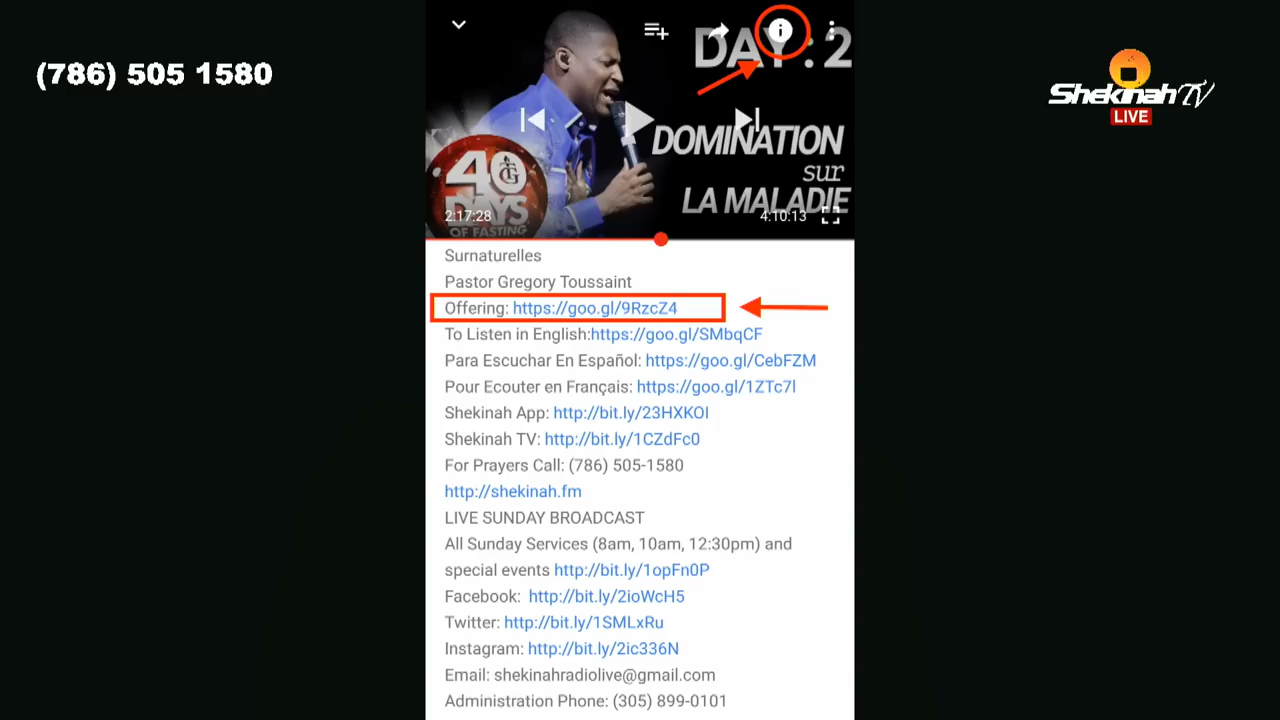 (786) 505 1580
Shekinah TV
LIVE
DAY : 2
DOMINATION
sur
LA MALADIE
40
DAYS
OF FASTING
2:17:28
4:10:13
Surnaturelles
Pastor Gregory Toussaint
Offering: https://goo.gl/9RzcZ4
To Listen in English:https://goo.gl/SMbqCF
Para Escuchar En Español: https://goo.gl/CebFZM
Pour Ecouter en Français: https://goo.gl/1ZTc7l
Shekinah App: http://bit.ly/23HXKOI
Shekinah TV: http://bit.ly/1CZdFc0
For Prayers Call: (786) 505-1580
http://shekinah.fm
LIVE SUNDAY BROADCAST
All Sunday Services (8am, 10am, 12:30pm) and
special events http://bit.ly/1opFn0P
Facebook:  http://bit.ly/2ioWcH5
Twitter: http://bit.ly/1SMLxRu
Instagram: http://bit.ly/2ic336N
Email: shekinahradiolive@gmail.com
Administration Phone: (305) 899-0101